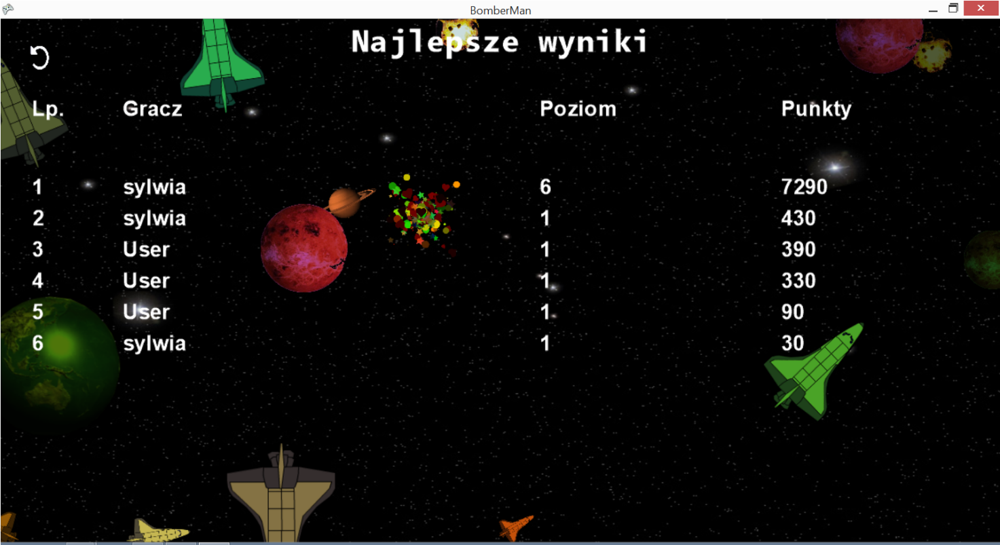 BomberMan
Najlepsze wyniki
Lp. Gracz Poziom Punkty
1 sylwia 6 7290
2 sylwia 1 430
3 User 1 390
4 User 1 330
5 User 1 90
6 sylwia 1 30